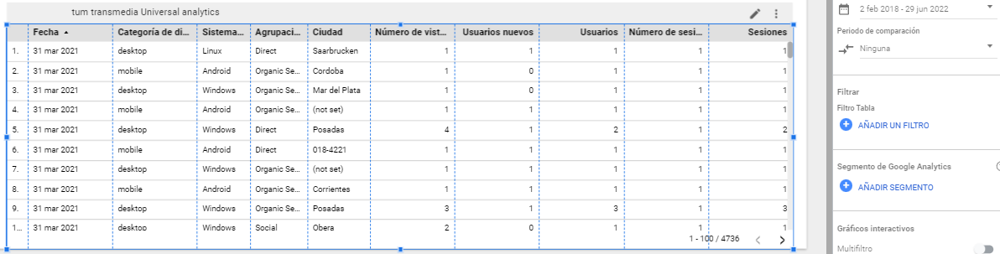 tum transmedia Universal analytics
Fecha Categoría de di... Sistema... Agrupaci... Ciudad Número de vist... Usuarios nuevos Usuarios Número de sesi... Sesiones
1. 31 mar 2021 desktop Linux Direct Saarbrucken 1 1 1 1 1
2. 31 mar 2021 mobile Android Organic Se... Cordoba 1 0 1 1 1
3. 31 mar 2021 desktop Windows Organic Se... Mar del Plata 1 0 1 1 1
4. 31 mar 2021 mobile Android Organic Se... (not set) 1 1 1 1 1
5. 31 mar 2021 desktop Windows Direct Posadas 4 1 2 1 2
6. 31 mar 2021 mobile Android Direct 018-4221 1 1 1 1 1
7. 31 mar 2021 desktop Windows Organic Se... (not set) 1 1 1 1 1
8. 31 mar 2021 mobile Android Organic Se... Corrientes 1 1 1 1 1
9. 31 mar 2021 desktop Windows Organic Se... Posadas 3 1 3 1 3
1... 31 mar 2021 desktop Windows Social Obera 2 0 1 1 1
1 - 100 / 4736
2 feb 2018 - 29 jun 2022
Periodo de comparación
Ninguna
Filtrar
Filtro Tabla
AÑADIR UN FILTRO
Segmento de Google Analytics
AÑADIR SEGMENTO
Gráficos interactivos
Multifiltro